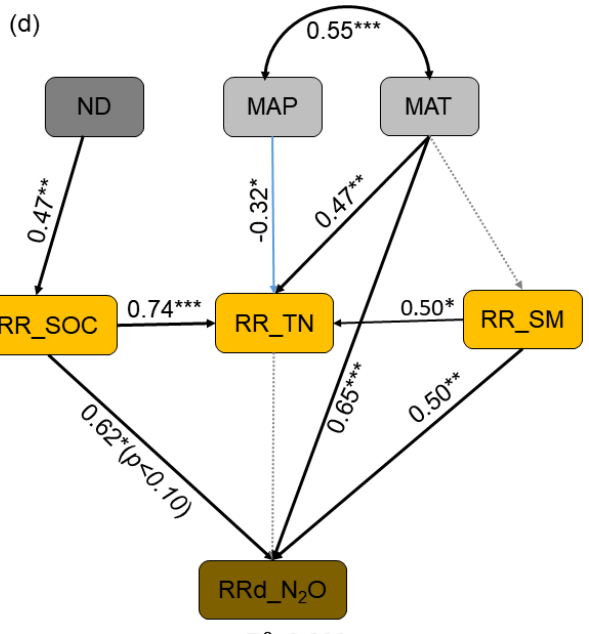 (d)
0.55***
ND
MAP
MAT
0.47**
-0.32*
0.47**
RR_SOC
0.74***
RR_TN
0.50*
RR_SM
0.62*(p<0.10)
0.65***
0.50**
RRd_N₂O